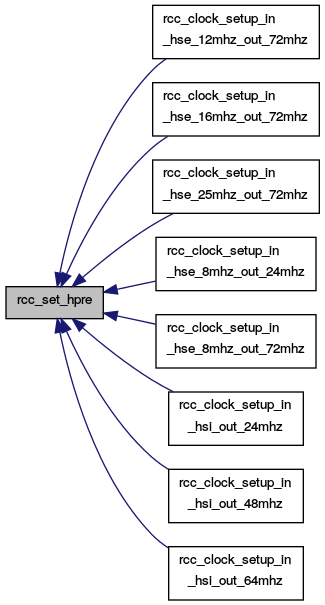 rcc_clock_setup_in
_hse_12mhz_out_72mhz
rcc_clock_setup_in
_hse_16mhz_out_72mhz
rcc_clock_setup_in
_hse_25mhz_out_72mhz
rcc_clock_setup_in
_hse_8mhz_out_24mhz
rcc_set_hpre
rcc_clock_setup_in
_hse_8mhz_out_72mhz
rcc_clock_setup_in
_hsi_out_24mhz
rcc_clock_setup_in
_hsi_out_48mhz
rcc_clock_setup_in
_hsi_out_64mhz